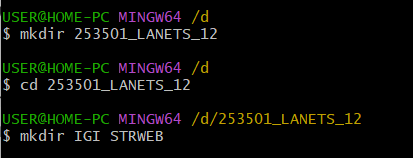 USER@HOME-PC MINGW64 /d
$ mkdir 253501_LANETS_12
USER@HOME-PC MINGW64 /d
$ cd 253501_LANETS_12
USER@HOME-PC MINGW64 /d/253501_LANETS_12
$ mkdir IGI STRWEB